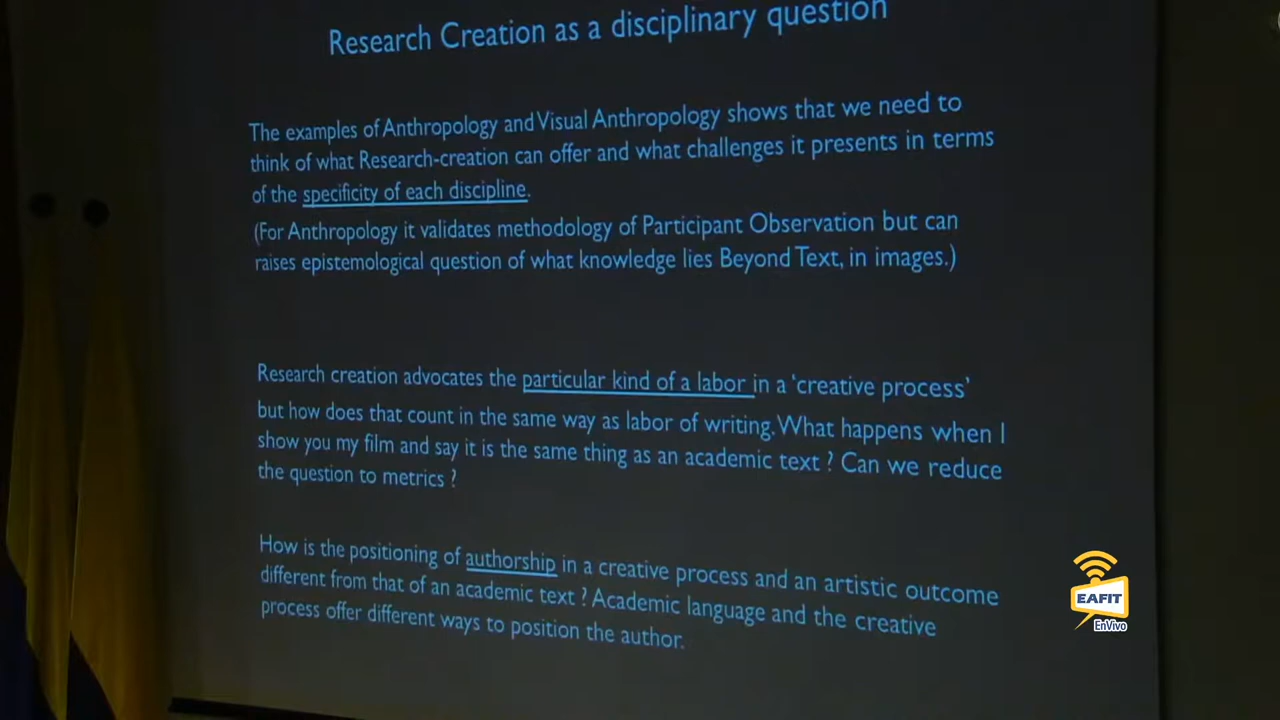 Research Creation as a disciplinary question
The examples of Anthropology and Visual Anthropology shows that we need to
think of what Research-creation can offer and what challenges it presents in terms
of the specificity of each discipline.
(For Anthropology it validates methodology of Participant Observation but can
raises epistemological question of what knowledge lies Beyond Text, in images.)
Research creation advocates the particular kind of a labor in a ‘creative process’
but how does that count in the same way as labor of writing. What happens when I
show you my film and say it is the same thing as an academic text ? Can we reduce
the question to metrics ?
How is the positioning of authorship in a creative process and an artistic outcome
different from that of an academic text ? Academic language and the creative
process offer different ways to position the author.
EAFIT
EnVivo